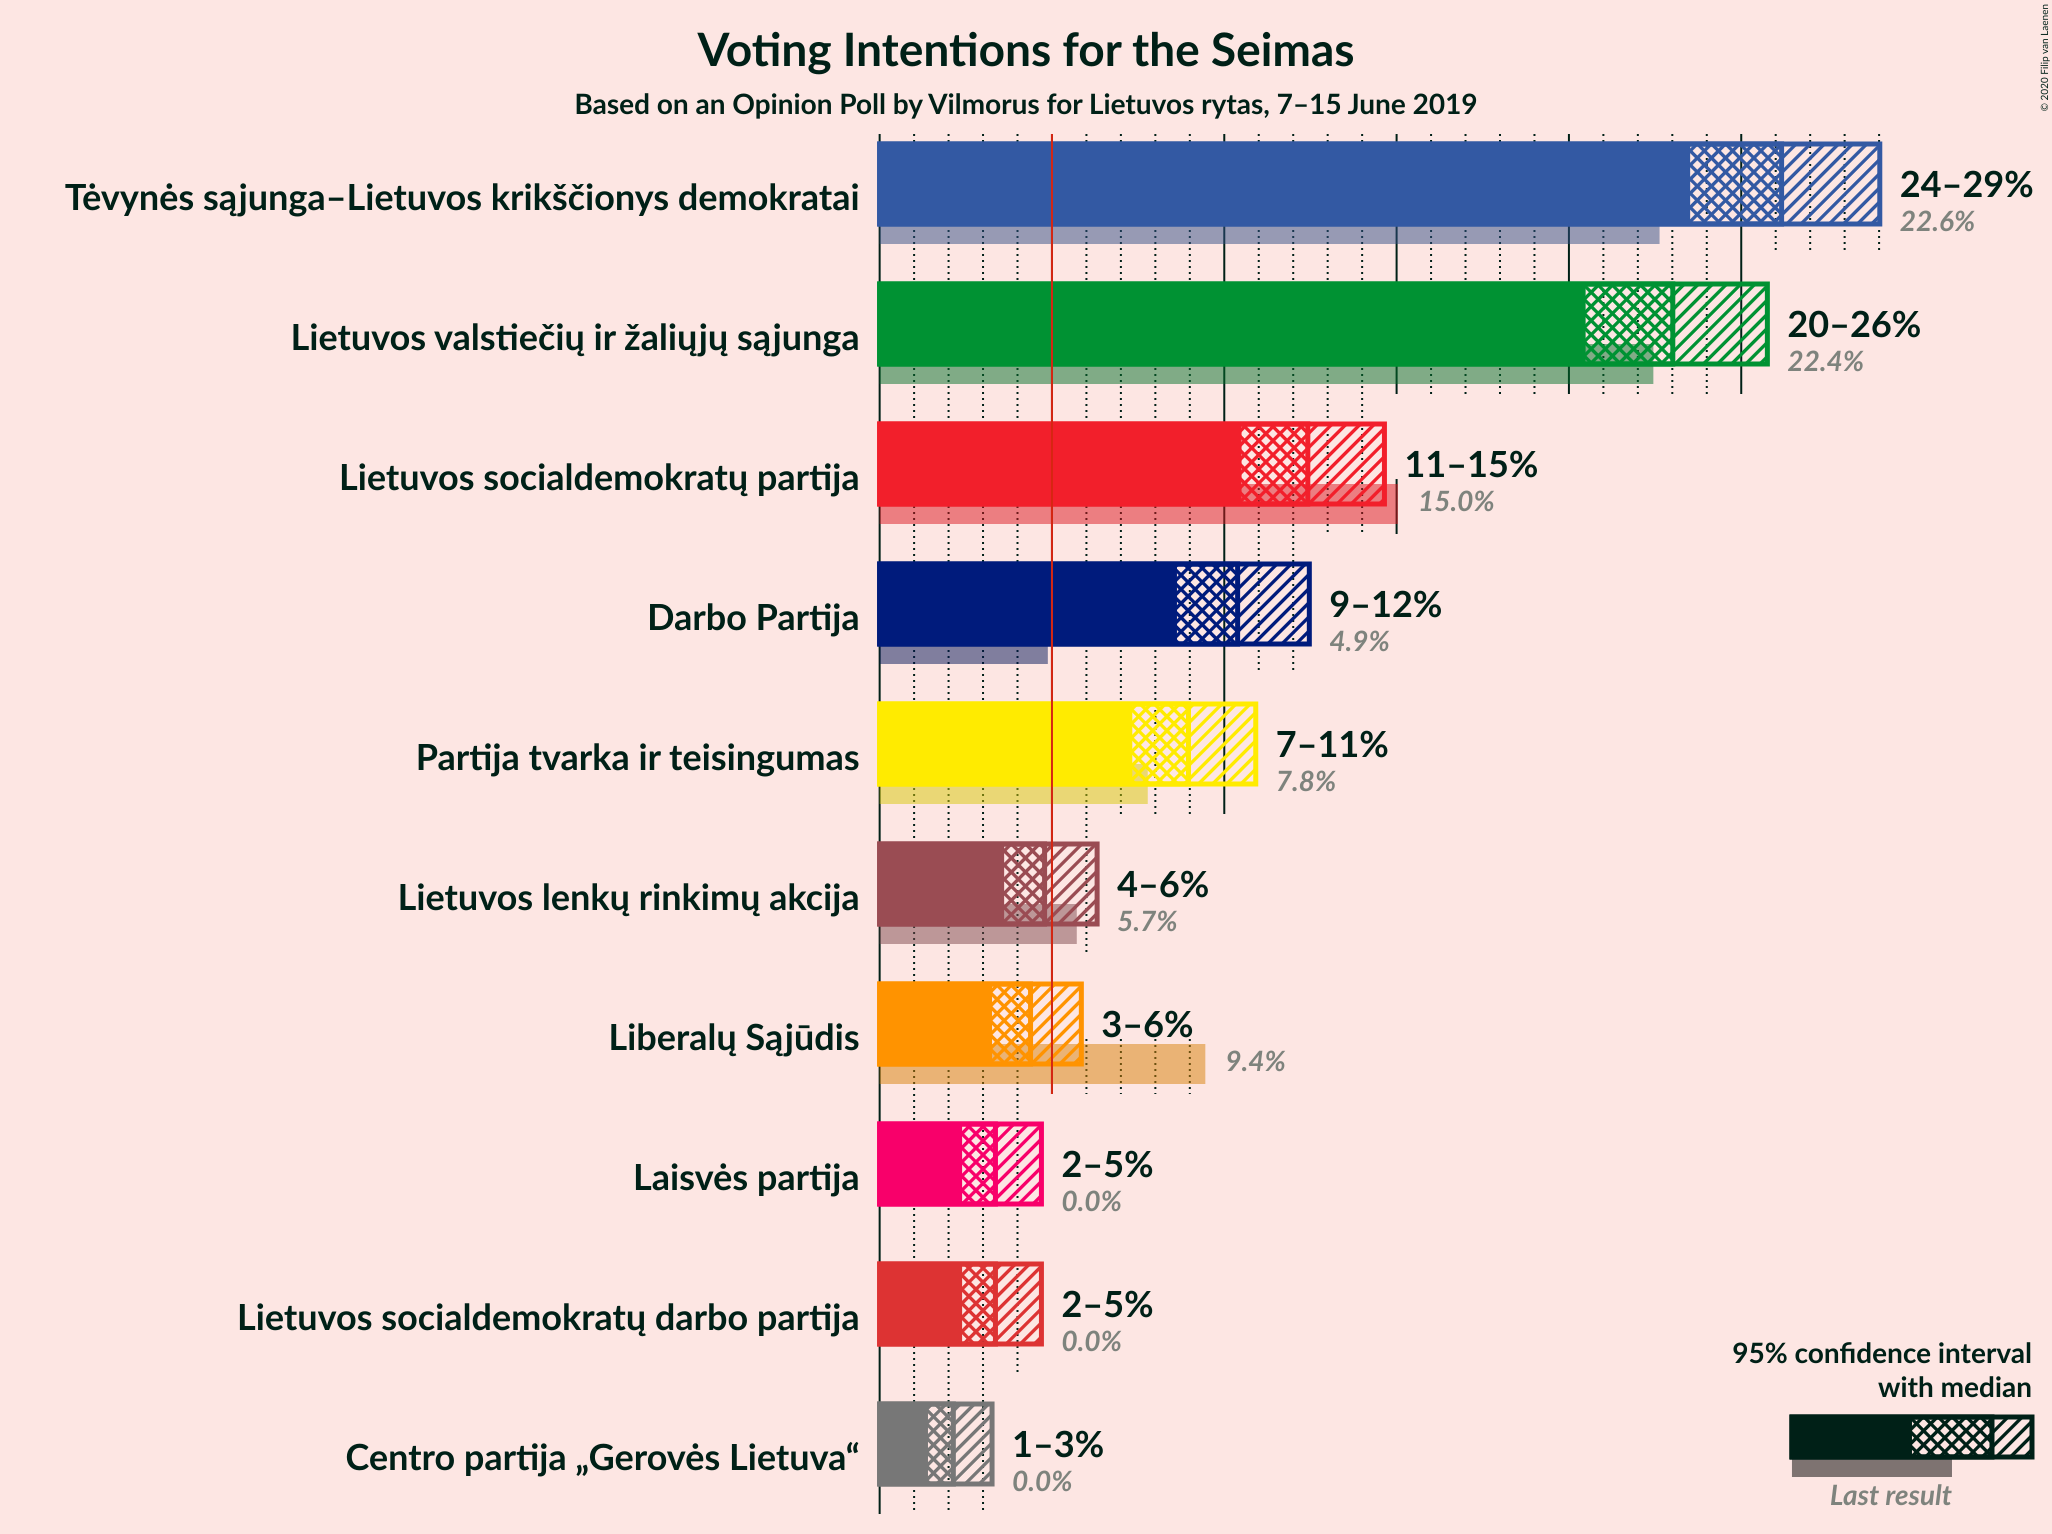 Voting Intentions for the Seimas
Based on an Opinion Poll by Vilmorus for Lietuvos rytas, 7–15 June 2019
© 2020 Filip van Laenen
Tėvynės sąjunga–Lietuvos krikščionys demokratai
24–29%
22.6%
Lietuvos valstiečių ir žaliųjų sąjunga
20–26%
22.4%
Lietuvos socialdemokratų partija
11–15%
15.0%
Darbo Partija
9–12%
4.9%
Partija tvarka ir teisingumas
7–11%
7.8%
Lietuvos lenkų rinkimų akcija
4–6%
5.7%
Liberalų Sąjūdis
3–6%
9.4%
Laisvės partija
2–5%
0.0%
Lietuvos socialdemokratų darbo partija
2–5%
0.0%
Centro partija „Gerovės Lietuva“
1–3%
0.0%
95% confidence interval
with median
Last result